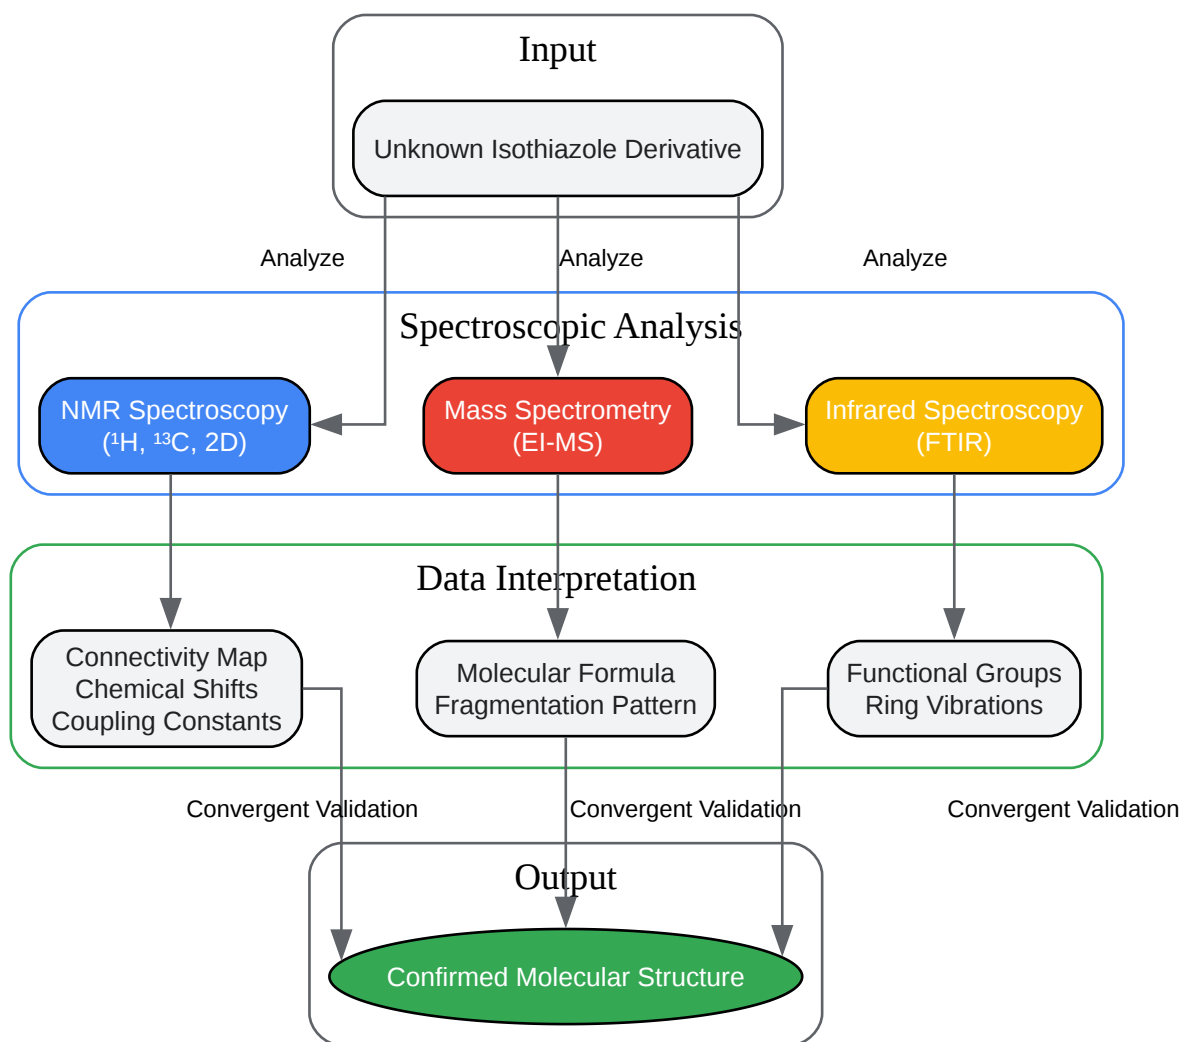 Input
Unknown Isothiazole Derivative
Analyze
Analyze
Analyze
Spectroscopic Analysis
NMR Spectroscopy
(¹H, ¹³C, 2D)
Mass Spectrometry
(EI-MS)
Infrared Spectroscopy
(FTIR)
Data Interpretation
Connectivity Map
Chemical Shifts
Coupling Constants
Molecular Formula
Fragmentation Pattern
Functional Groups
Ring Vibrations
Convergent Validation
Convergent Validation
Convergent Validation
Output
Confirmed Molecular Structure